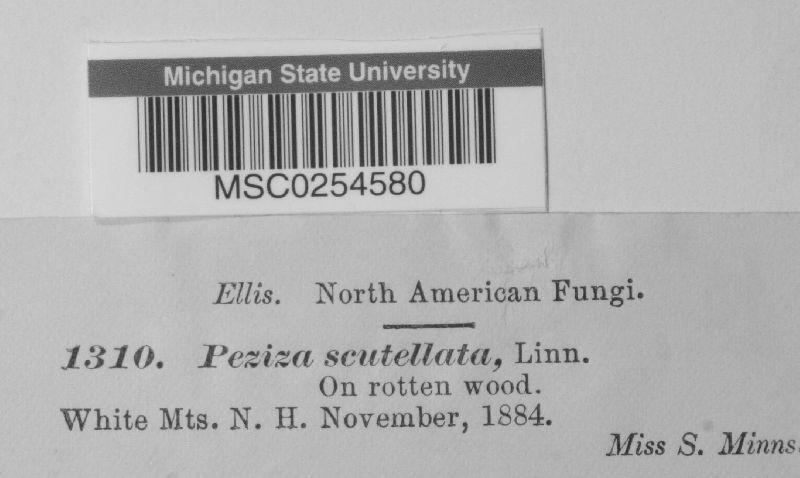 Michigan State University
MSC0254580
Ellis. North American Fungi.
1310. Peziza scutellata, Linn.
On rotten wood.
White Mts. N. H. November, 1884.
Miss S. Minns.